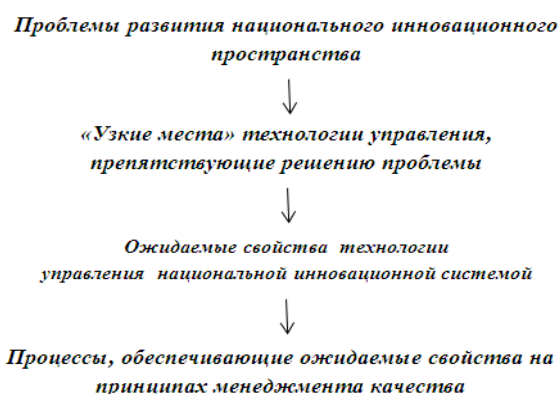 Проблемы развития национального инновационного
пространства
«Узкие места» технологии управления,
препятствующие решению проблемы
Ожидаемые свойства технологии
управления национальной инновационной системой
Процессы, обеспечивающие ожидаемые свойства на
принципах менеджмента качества